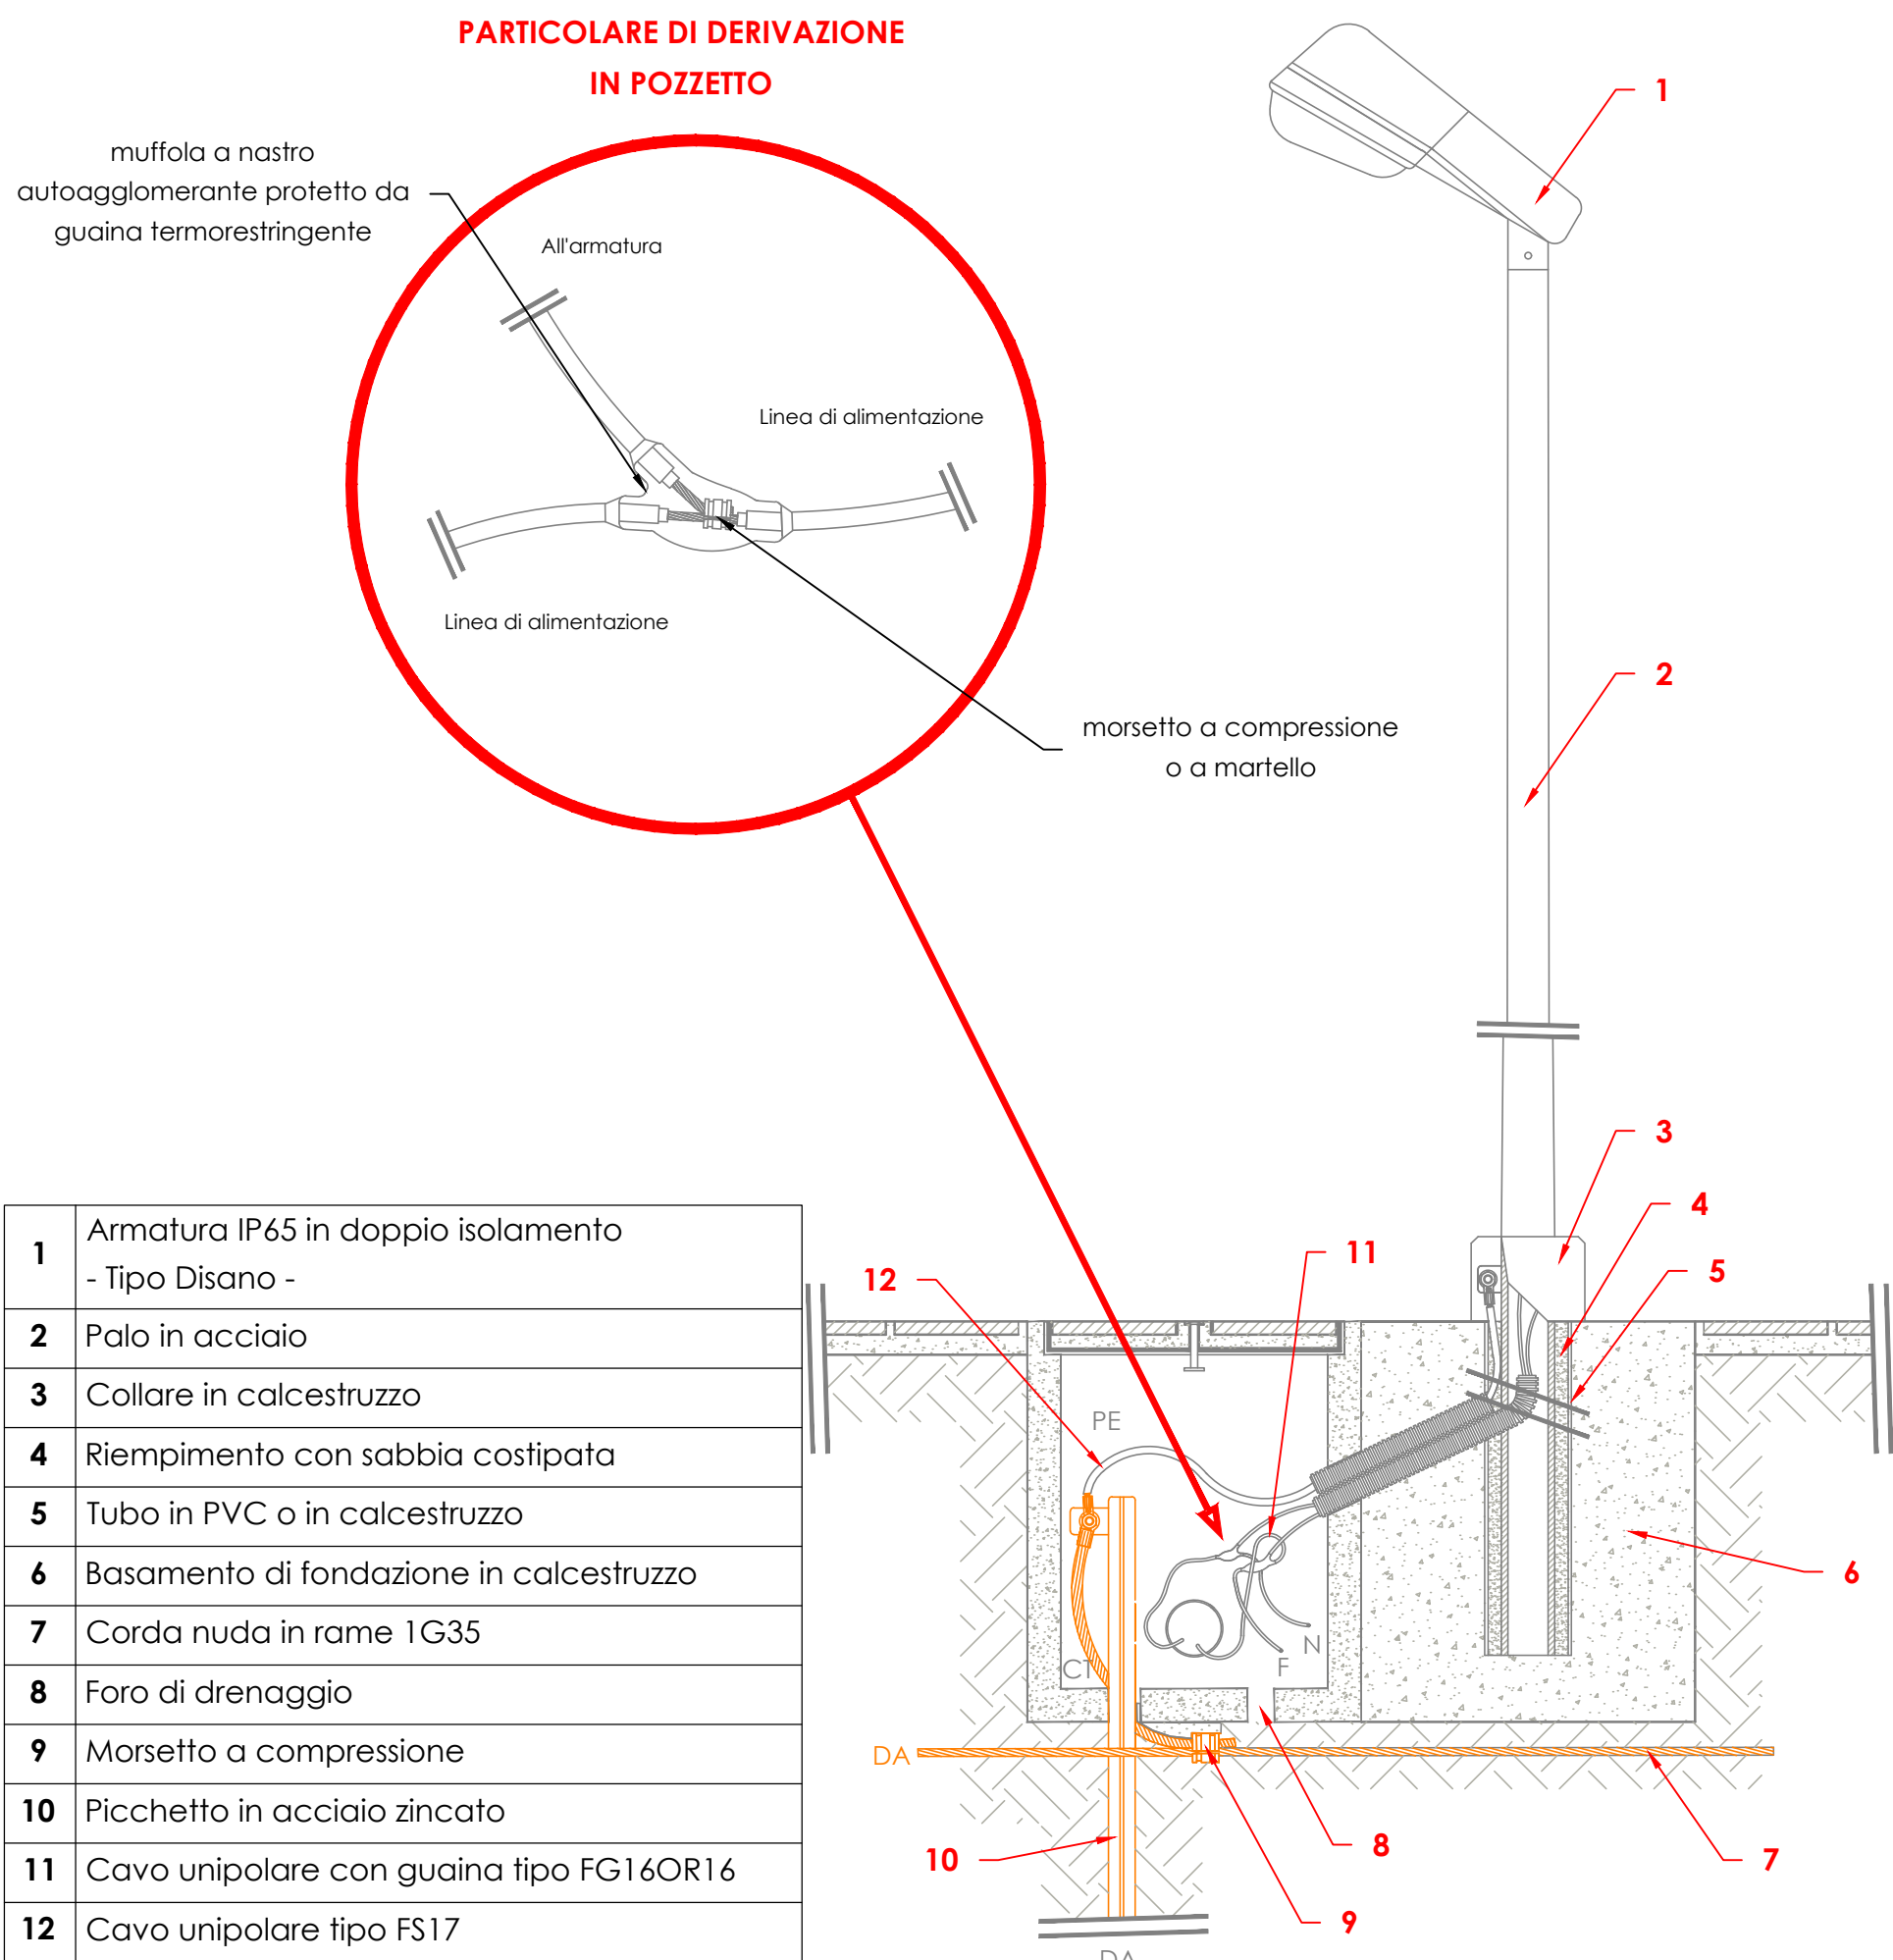 PARTICOLARE DI DERIVAZIONE
IN POZZETTO
muffola a nastro
autoagglomerante protetto da
guaina termorestringente
All'armatura
Linea di alimentazione
Linea di alimentazione
morsetto a compressione
o a martello
1
2
3
4
5
11
12
PE
6
N
F
CT
DA
8
10
7
9
DA
1 Armatura IP65 in doppio isolamento
- Tipo Disano -
2 Palo in acciaio
3 Collare in calcestruzzo
4 Riempimento con sabbia costipata
5 Tubo in PVC o in calcestruzzo
6 Basamento di fondazione in calcestruzzo
7 Corda nuda in rame 1G35
8 Foro di drenaggio
9 Morsetto a compressione
10 Picchetto in acciaio zincato
11 Cavo unipolare con guaina tipo FG16OR16
12 Cavo unipolare tipo FS17